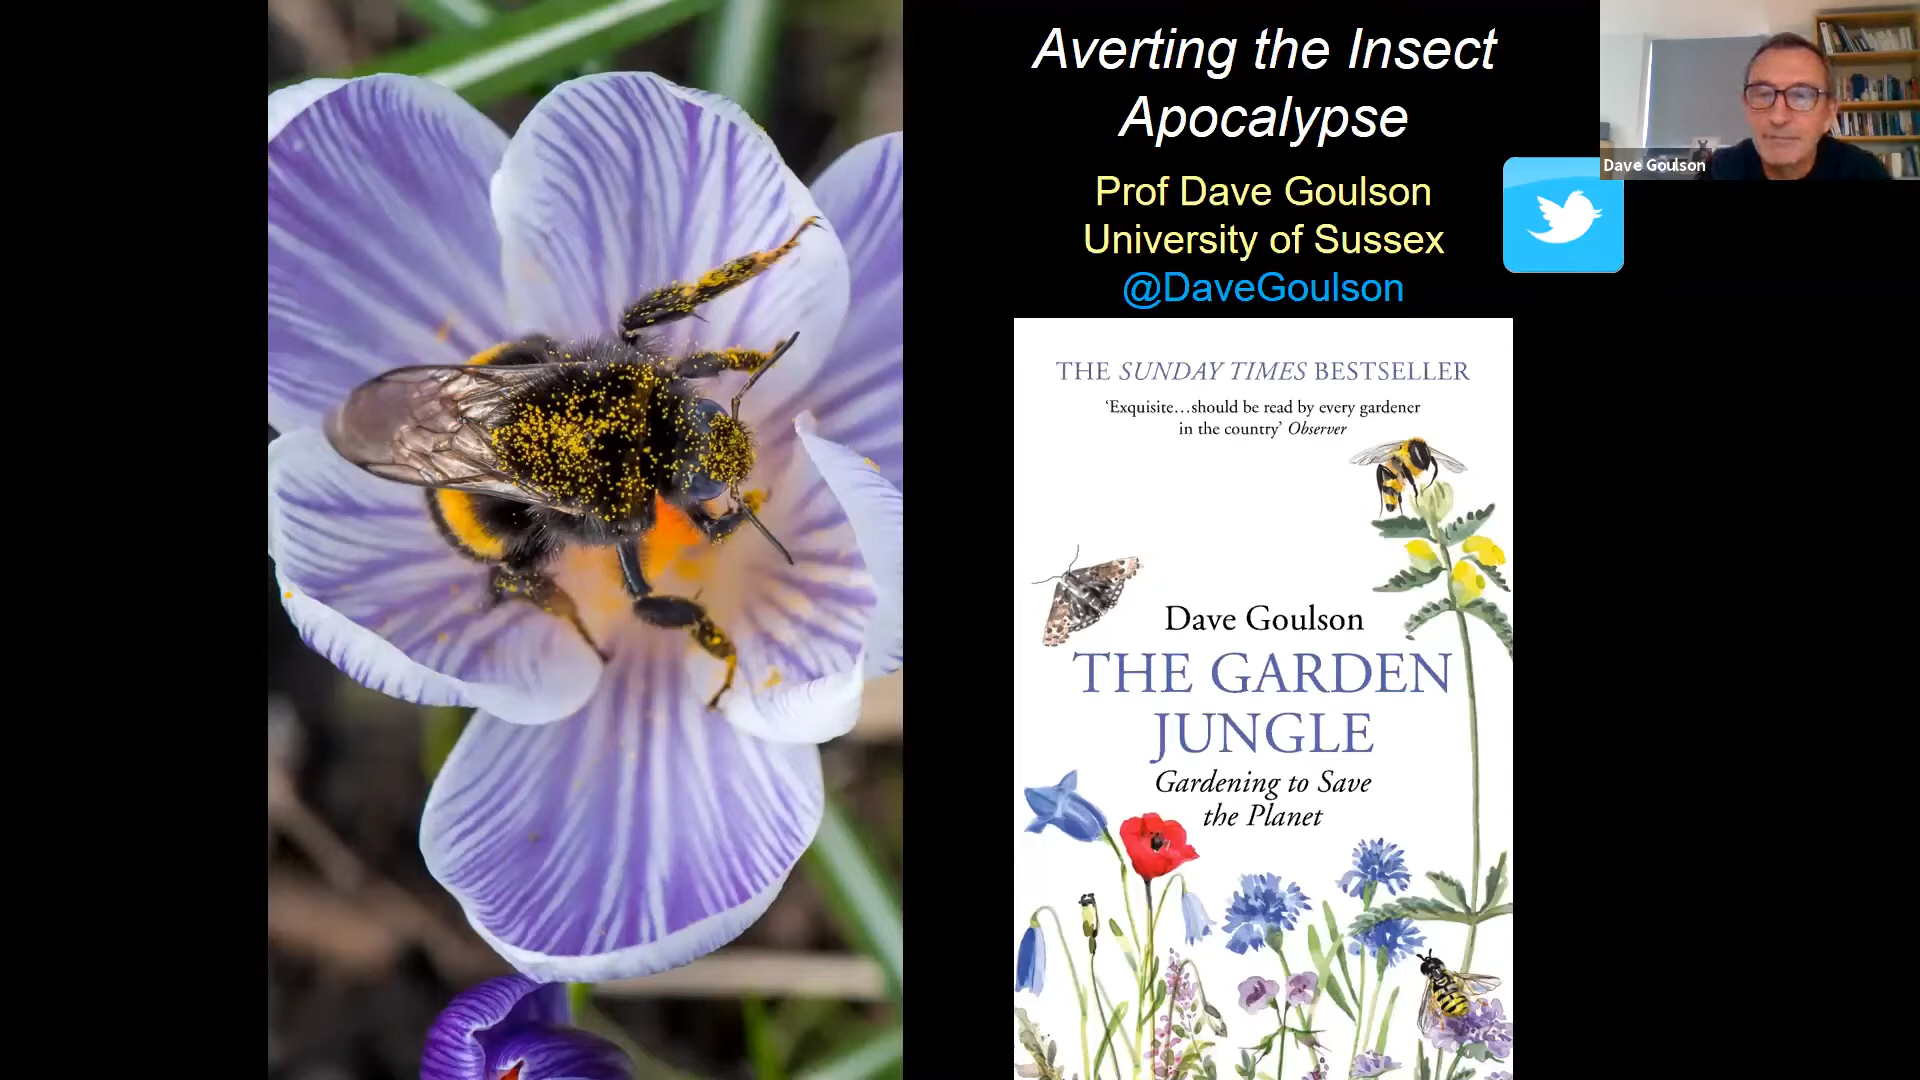 Averting the Insect
Apocalypse
Prof Dave Goulson
University of Sussex
@DaveGoulson
Dave Goulson
THE SUNDAY TIMES BESTSELLER
‘Exquisite…should be read by every gardener
in the country’ Observer
Dave Goulson
THE GARDEN
JUNGLE
Gardening to Save
the Planet